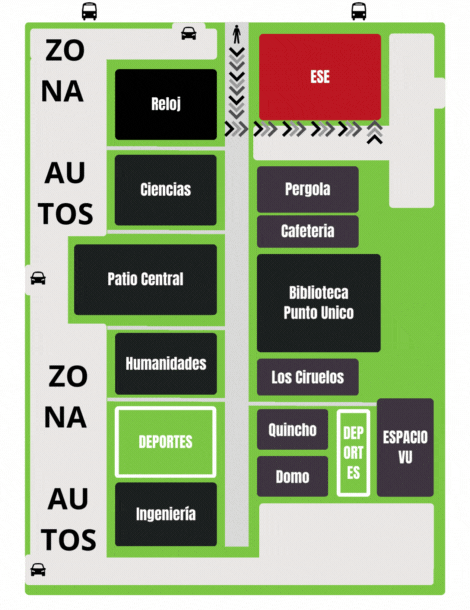 ZO
NA
AU
TOS
ZO
NA
AU
TOS
Reloj
Ciencias
Patio Central
Humanidades
DEPORTES
Ingeniería
ESE
Pergola
Cafeteria
Biblioteca
Punto Unico
Los Ciruelos
Quincho
Domo
DEP
ORT
ES
ESPACIO
VU